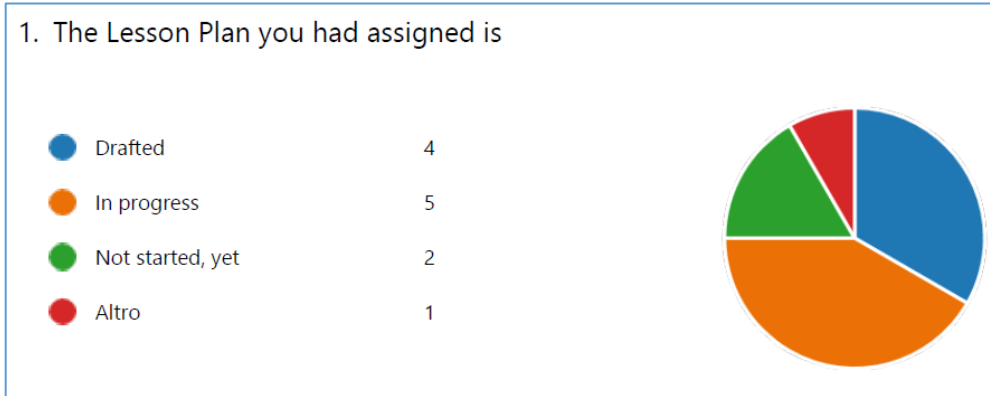 1. The Lesson Plan you had assigned is
Drafted 4
In progress 5
Not started, yet 2
Altro 1